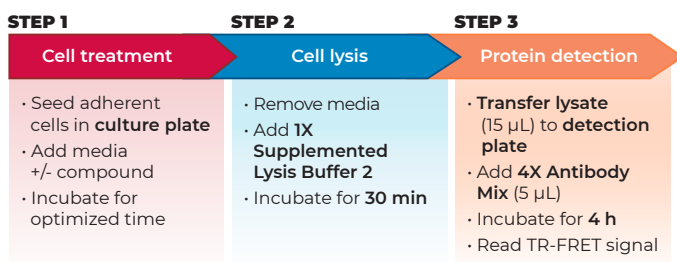 STEP 1
Cell treatment
· Seed adherent
cells in culture plate
· Add media
+/- compound
· Incubate for
optimized time
STEP 2
Cell lysis
· Remove media
· Add 1X
Supplemented
Lysis Buffer 2
· Incubate for 30 min
STEP 3
Protein detection
· Transfer lysate
(15 µL) to detection
plate
· Add 4X Antibody
Mix (5 µL)
· Incubate for 4 h
· Read TR-FRET signal